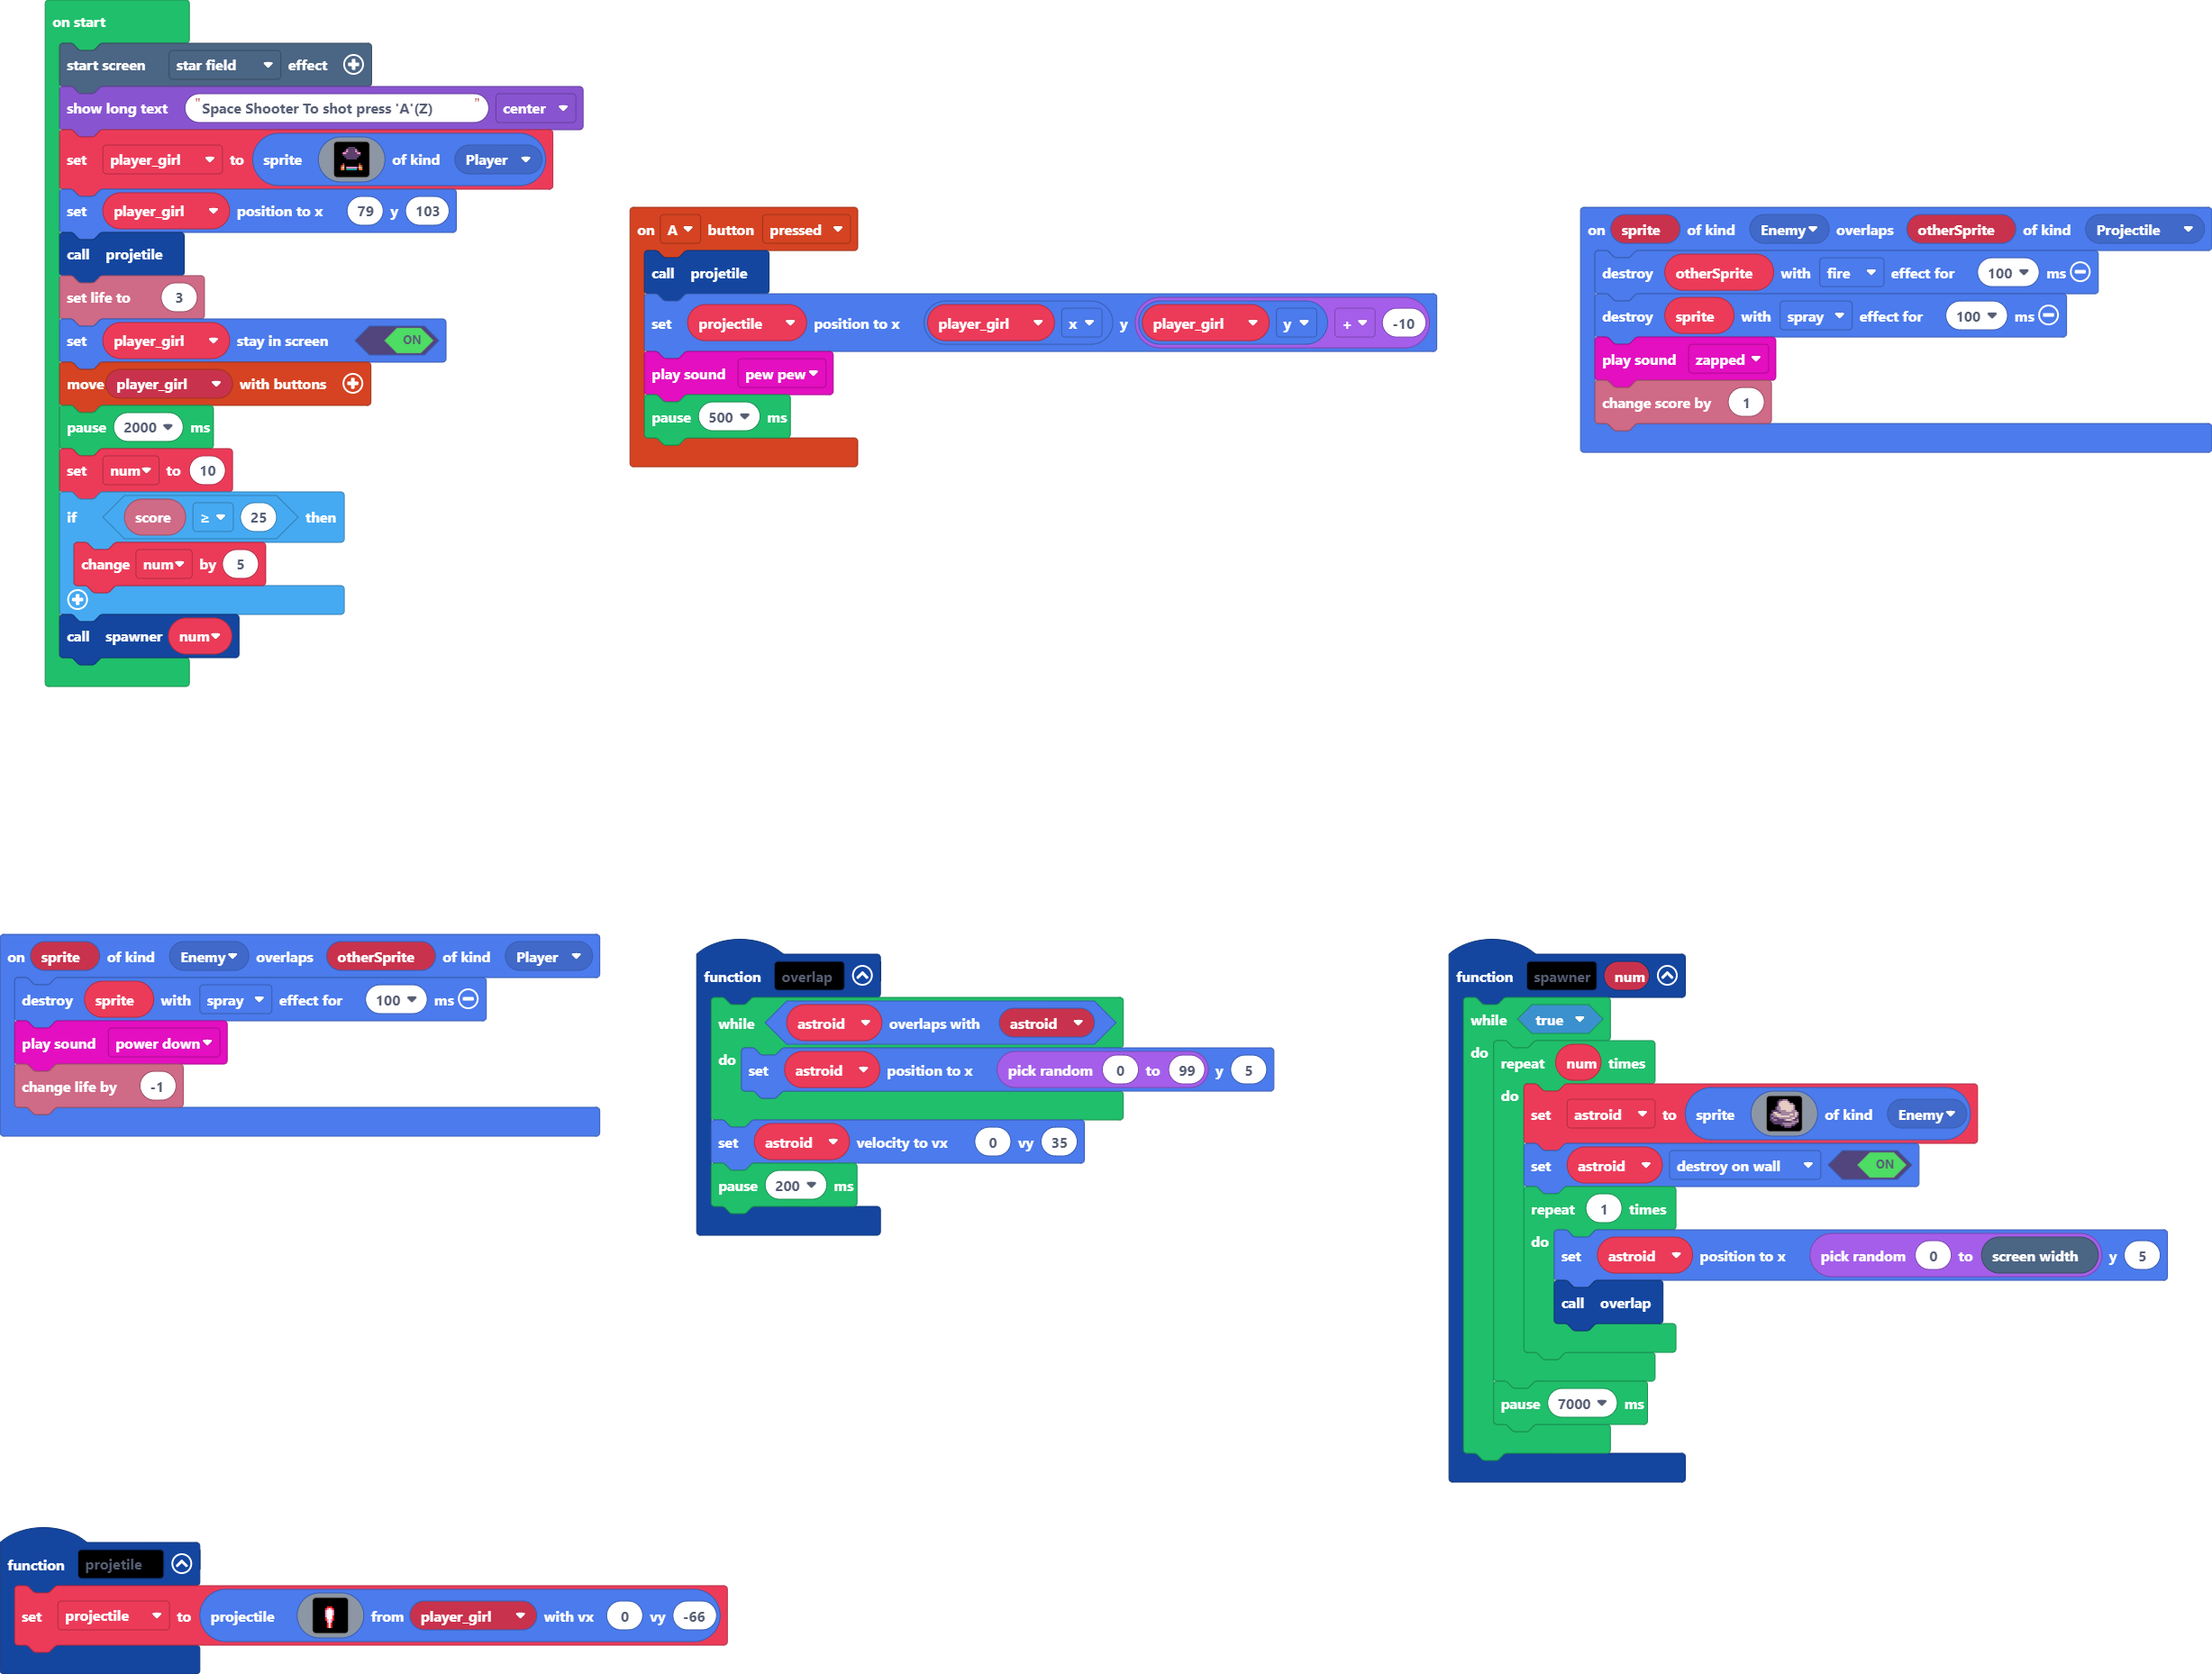 on start
start screen star field effect
show long text "Space Shooter To shot press 'A'(Z)" center
set player_girl to sprite of kind Player
set player_girl position to x 79 y 103
call projetile
set life to 3
set player_girl stay in screen ON
move player_girl with buttons
pause 2000 ms
set num to 10
if score ≥ 25 then
change num by 5
call spawner num
on A button pressed
call projetile
set projectile position to x player_girl x y player_girl y + -10
play sound pew pew
pause 500 ms
on sprite of kind Enemy overlaps otherSprite of kind Projectile
destroy otherSprite with fire effect for 100 ms
destroy sprite with spray effect for 100 ms
play sound zapped
change score by 1
on sprite of kind Enemy overlaps otherSprite of kind Player
destroy sprite with spray effect for 100 ms
play sound power down
change life by -1
function overlap
while astroid overlaps with astroid
do set astroid position to x pick random 0 to 99 y 5
set astroid velocity to vx 0 vy 35
pause 200 ms
function spawner num
while true
do repeat num times
do set astroid to sprite of kind Enemy
set astroid destroy on wall ON
repeat 1 times
do set astroid position to x pick random 0 to screen width y 5
call overlap
pause 7000 ms
function projetile
set projectile to projectile from player_girl with vx 0 vy -66